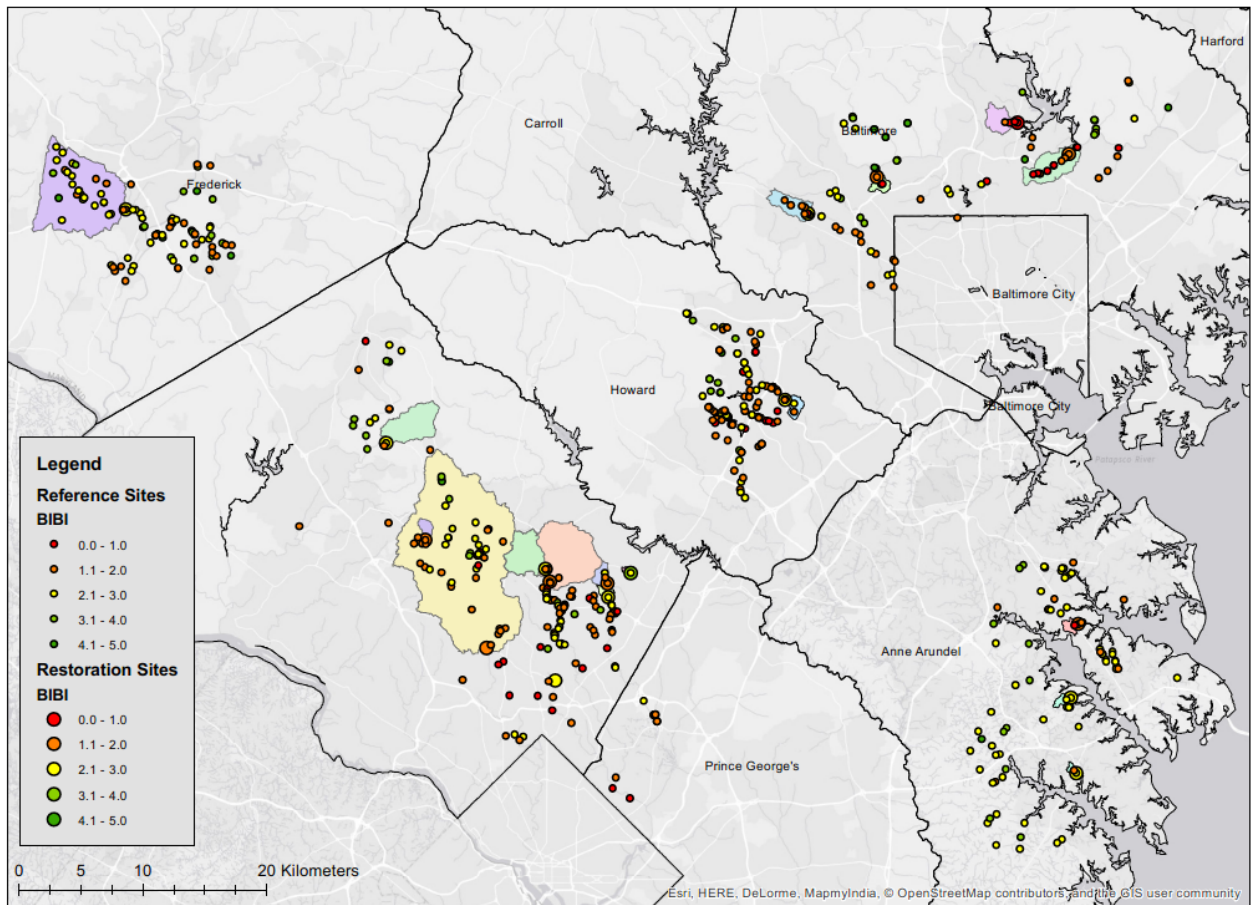 Harford
Carroll
Baltimore
Frederick
Baltimore City
Howard
Baltimore City
Patapsco River
Legend
Reference Sites
BIBI
0.0 - 1.0
1.1 - 2.0
2.1 - 3.0
3.1 - 4.0
4.1 - 5.0
Restoration Sites
BIBI
0.0 - 1.0
1.1 - 2.0
2.1 - 3.0
3.1 - 4.0
4.1 - 5.0
Anne Arundel
Prince George's
0 5 10 20 Kilometers
Esri, HERE, DeLorme, MapmyIndia, © OpenStreetMap contributors, and the GIS user community